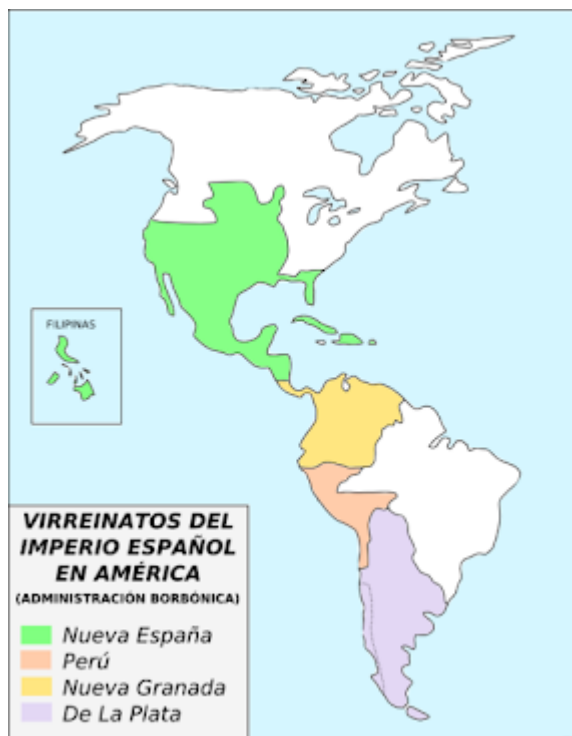 FILIPINAS
VIRREINATOS DEL
IMPERIO ESPAÑOL
EN AMÉRICA
(ADMINISTRACIÓN BORBÓNICA)
Nueva España
Perú
Nueva Granada
De La Plata